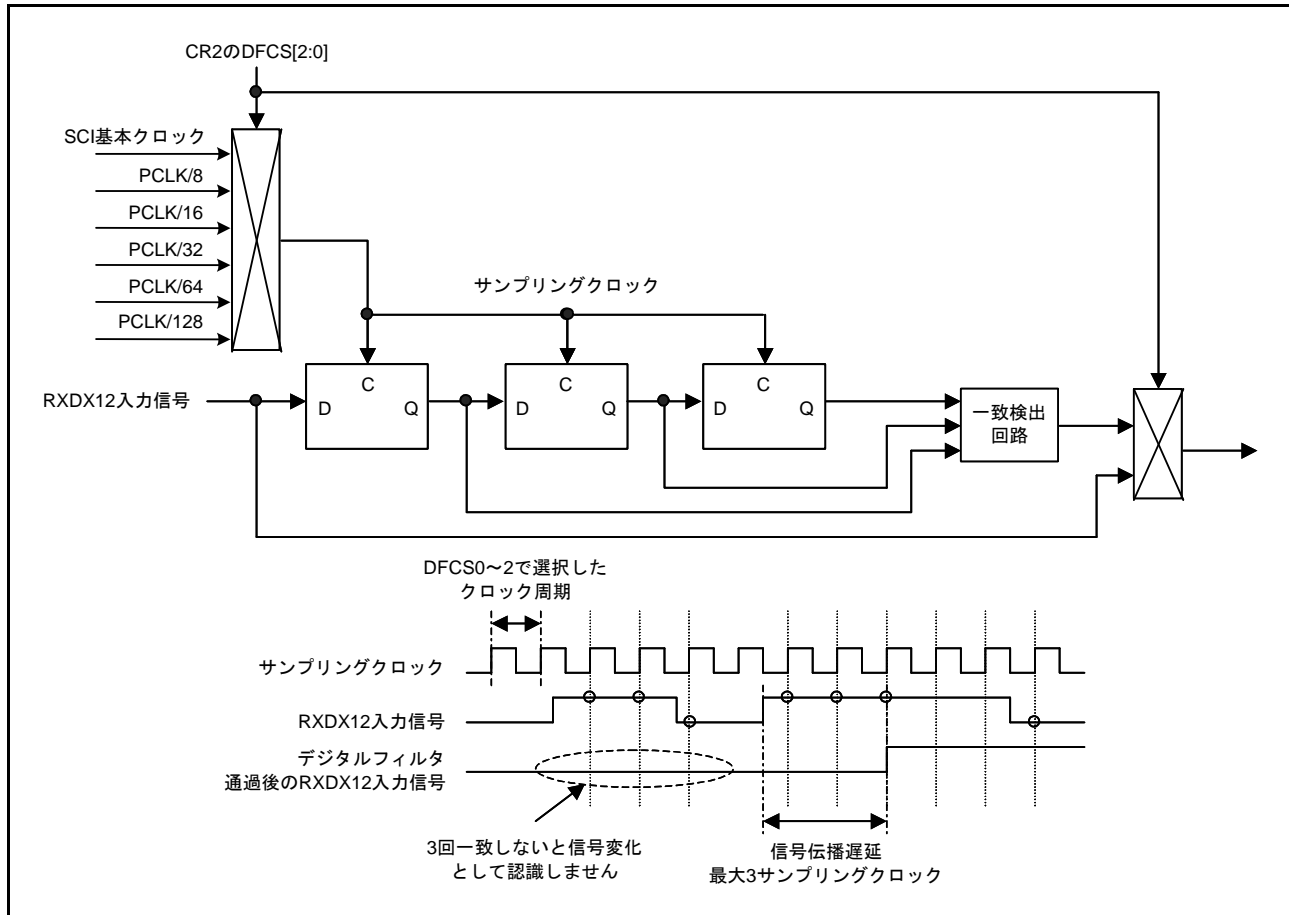 CR2のDFCS[2:0]
SCI基本クロック
PCLK/8
PCLK/16
PCLK/32
PCLK/64
PCLK/128
サンプリングクロック
RXDX12入力信号
C
D
Q
C
D
Q
C
D
Q
一致検出
回路
DFCS0～2で選択した
クロック周期
サンプリングクロック
RXDX12入力信号
デジタルフィルタ
通過後のRXDX12入力信号
3回一致しないと信号変化
として認識しません
信号伝播遅延
最大3サンプリングクロック